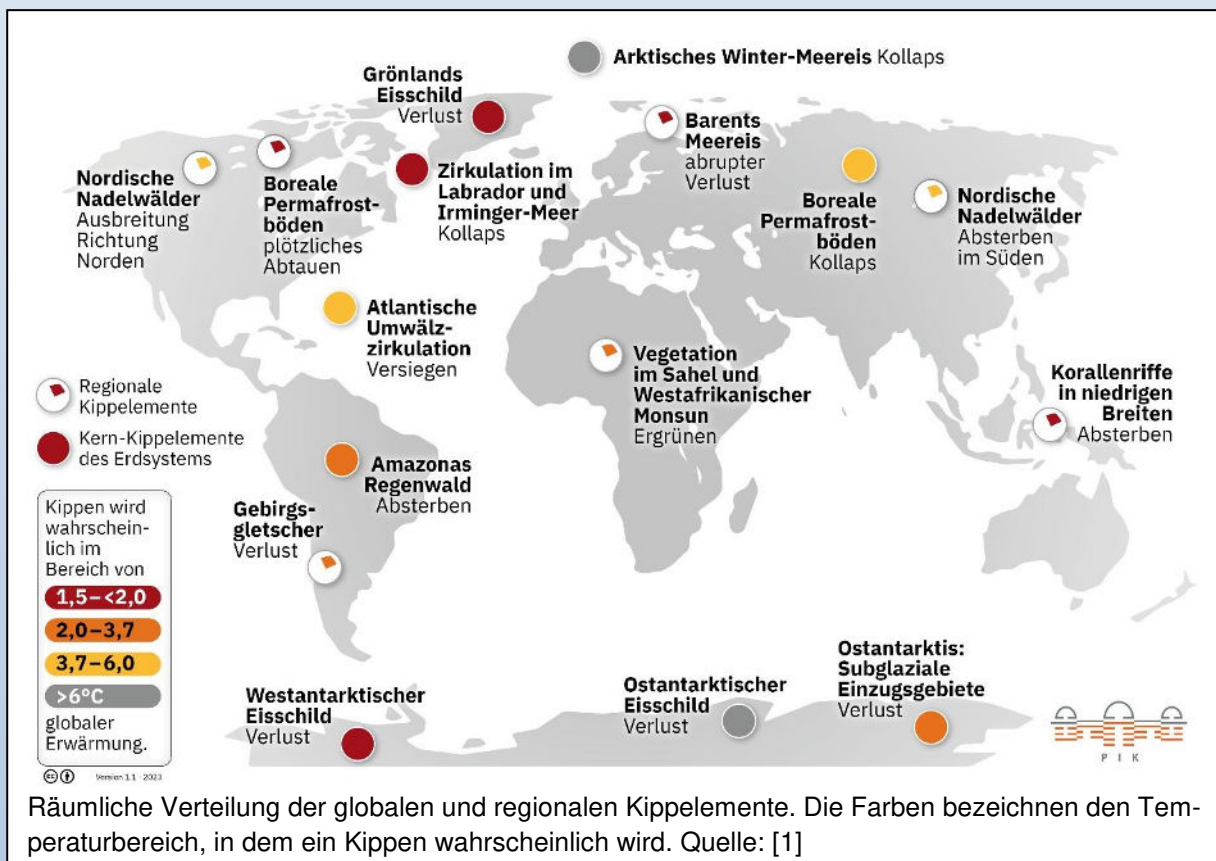 Arktisches Winter-Meereis Kollaps
Grönlands
Eisschild
Verlust
Barents
Meereis
abrupter
Verlust
Nordische
Nadelwälder
Ausbreitung
Richtung
Norden
Boreale
Permafrost-
böden
plötzliches
Abtauen
Zirkulation im
Labrador und
Irminger-Meer
Kollaps
Boreale
Permafrost-
böden
Kollaps
Nordische
Nadelwälder
Absterben
im Süden
Atlantische
Umwälz-
zirkulation
Versiegen
Vegetation
im Sahel und
Westafrikanischer
Monsun
Ergrünen
Korallenriffe
in niedrigen
Breiten
Absterben
Regionale
Kippelemente
Kern-Kippelemente
des Erdsystems
Amazonas
Regenwald
Absterben
Gebirgs-
gletscher
Verlust
Kippen wird
wahrschein-
lich im
Bereich von
1,5–<2,0
2,0–3,7
3,7–6,0
>6°C
globaler
Erwärmung.
Westantarktischer
Eisschild
Verlust
Ostantarktischer
Eisschild
Verlust
Ostantarktis:
Subglaziale
Einzugsgebiete
Verlust
PIK
cc Version 1.1 - 2023
Räumliche Verteilung der globalen und regionalen Kippelemente. Die Farben bezeichnen den Tem-
peraturbereich, in dem ein Kippen wahrscheinlich wird. Quelle: [1]